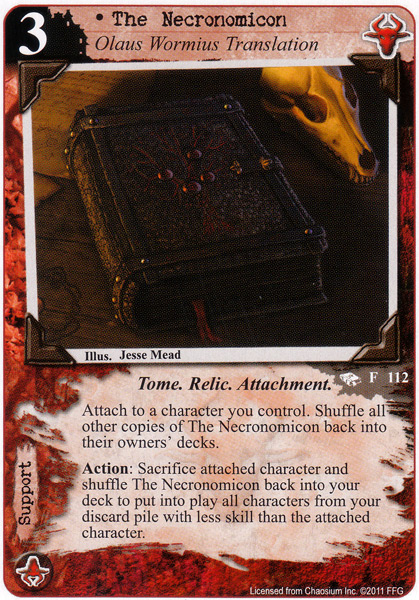 3
• The Necronomicon
Olaus Wormius Translation
Illus. Jesse Mead
Tome. Relic. Attachment.
F 112
Attach to a character you control. Shuffle all
other copies of The Necronomicon back into
their owners’ decks.
Action: Sacrifice attached character and
shuffle The Necronomicon back into your
deck to put into play all characters from your
discard pile with less skill than the attached
character.
Support
Licensed from Chaosium Inc. ©2011 FFG